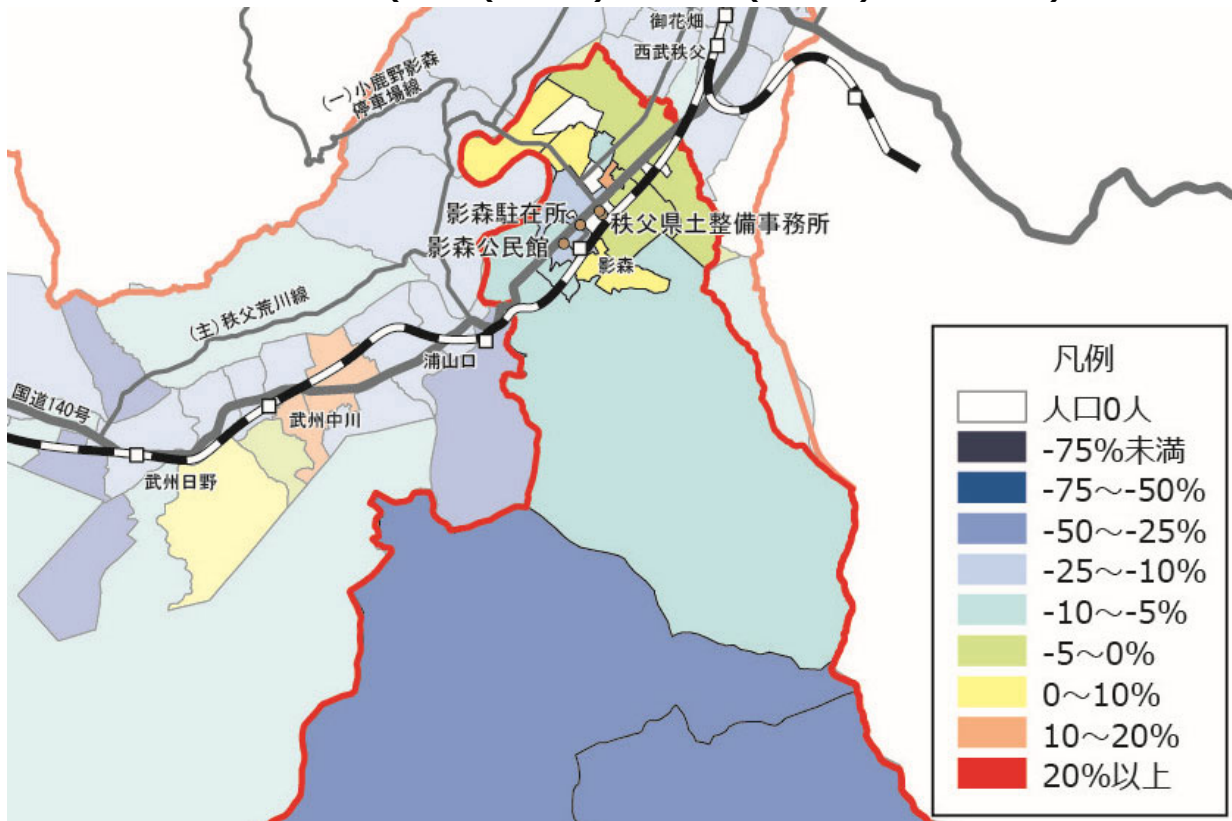 御花畑
西武秩父
(一)小鹿野影森
停車場線
影森駐在所
秩父県土整備事務所
影森公民館
影森
(主)秩父荒川線
浦山口
国道140号
武州中川
武州日野
凡例
人口0人
-75%未満
-75～-50%
-50～-25%
-25～-10%
-10～-5%
-5～0%
0～10%
10～20%
20%以上